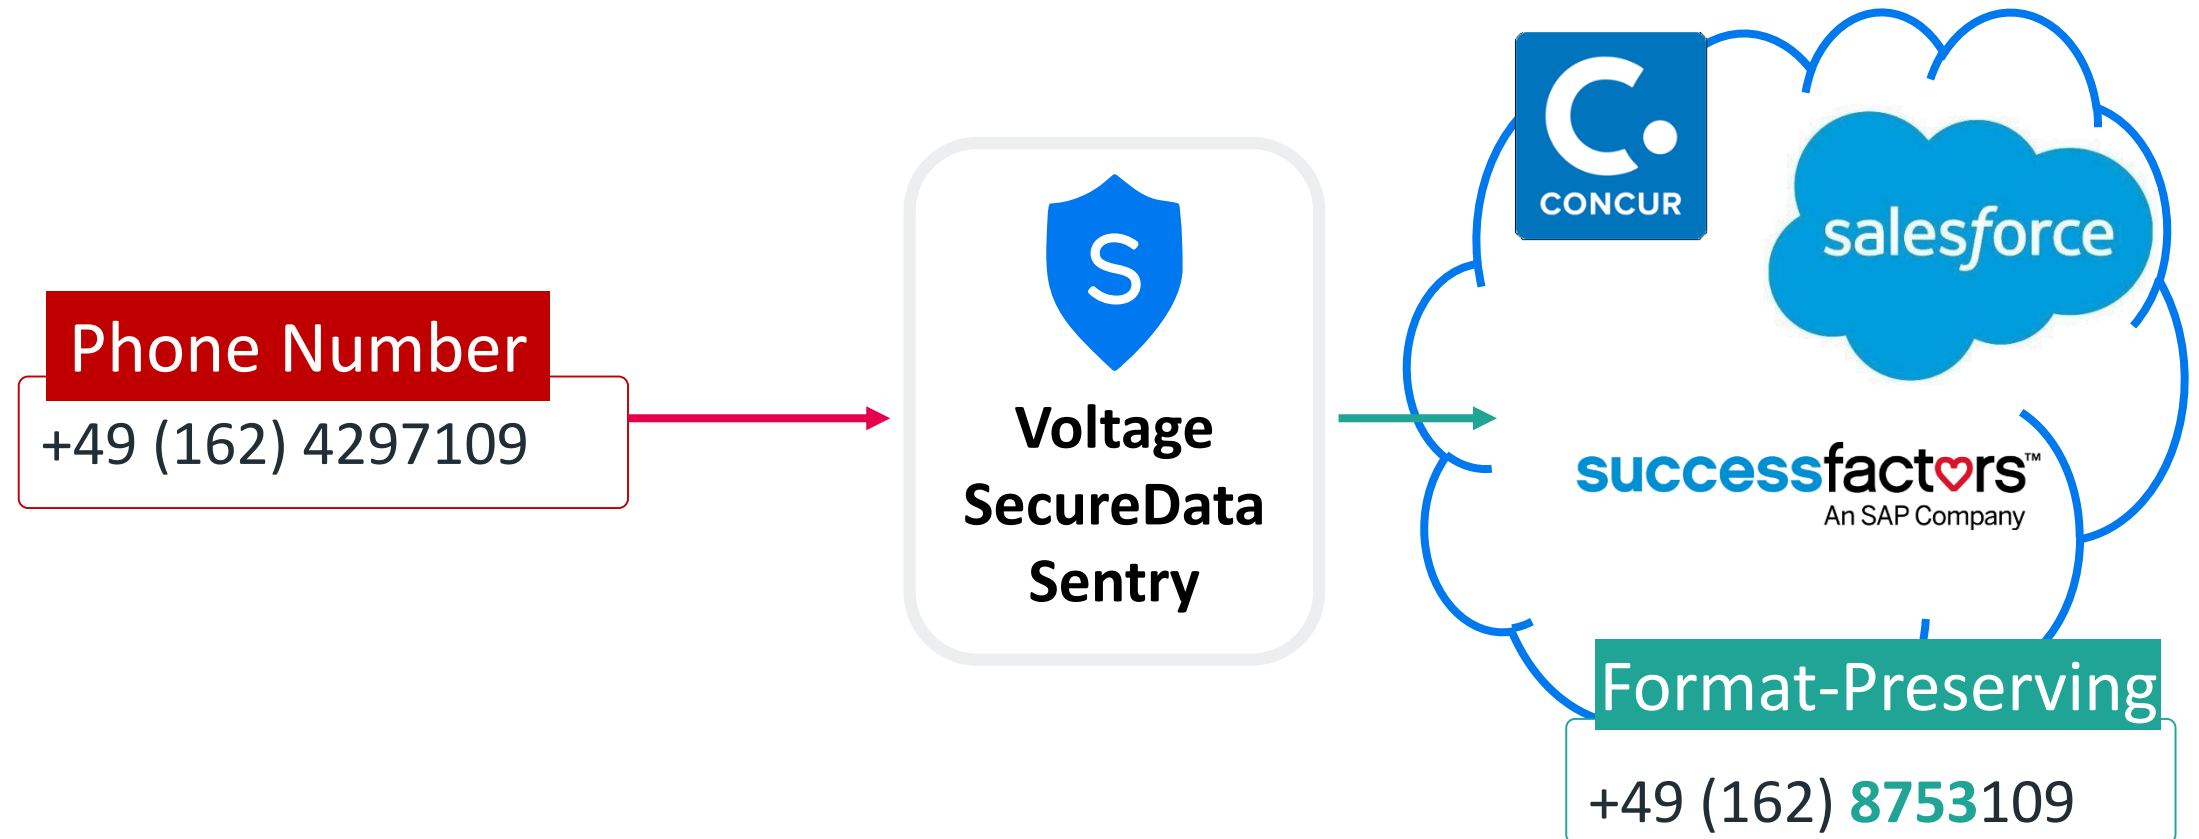 Phone Number
+49 (162) 4297109
S
Voltage
SecureData
Sentry
C.
CONCUR
salesforce
successfactors™
An SAP Company
Format-Preserving
+49 (162) 8753109